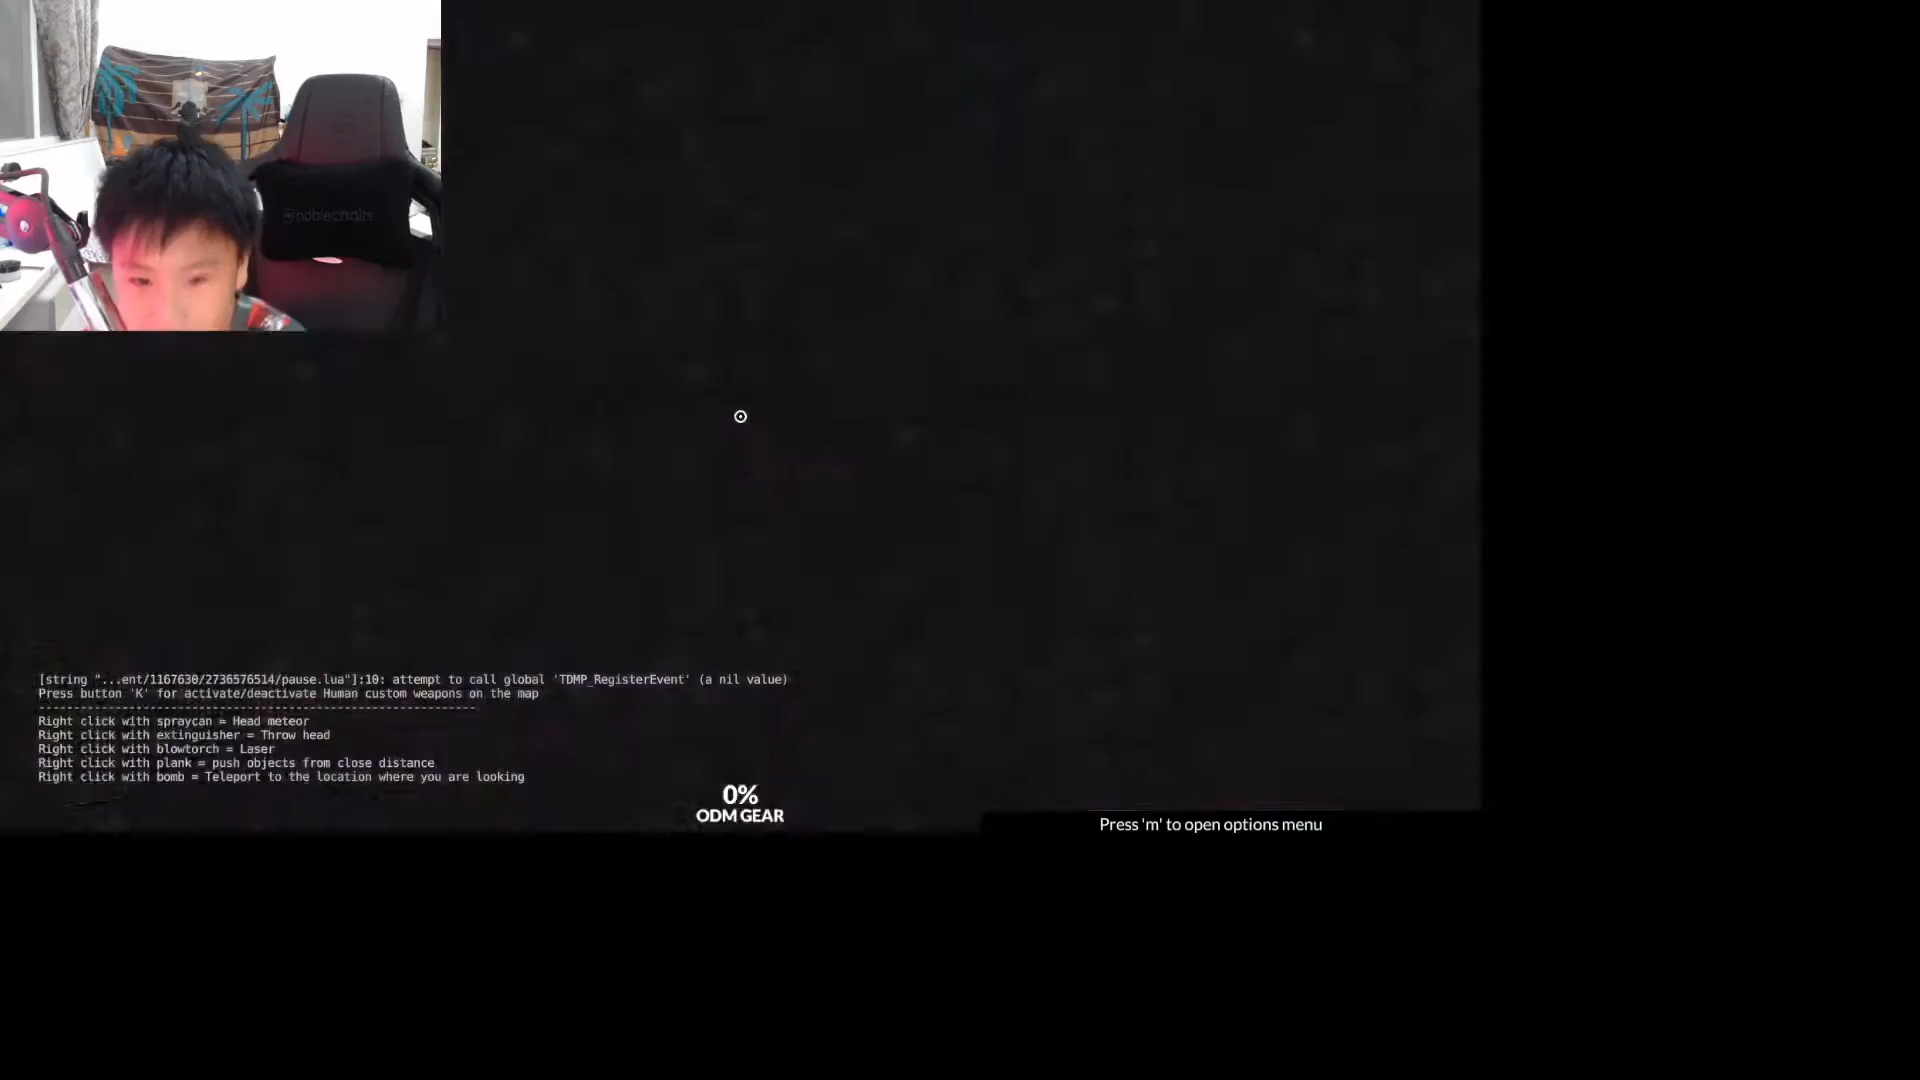 noblechairs
[string "...ent/1167630/2736576514/pause.lua"]:10: attempt to call global 'TDMP_RegisterEvent' (a nil value)
Press button 'K' for activate/deactivate Human custom weapons on the map
---------------------------------------------------------------
Right click with spraycan = Head meteor
Right click with extinguisher = Throw head
Right click with blowtorch = Laser
Right click with plank = push objects from close distance
Right click with bomb = Teleport to the location where you are looking
0%
ODM GEAR
Press 'm' to open options menu